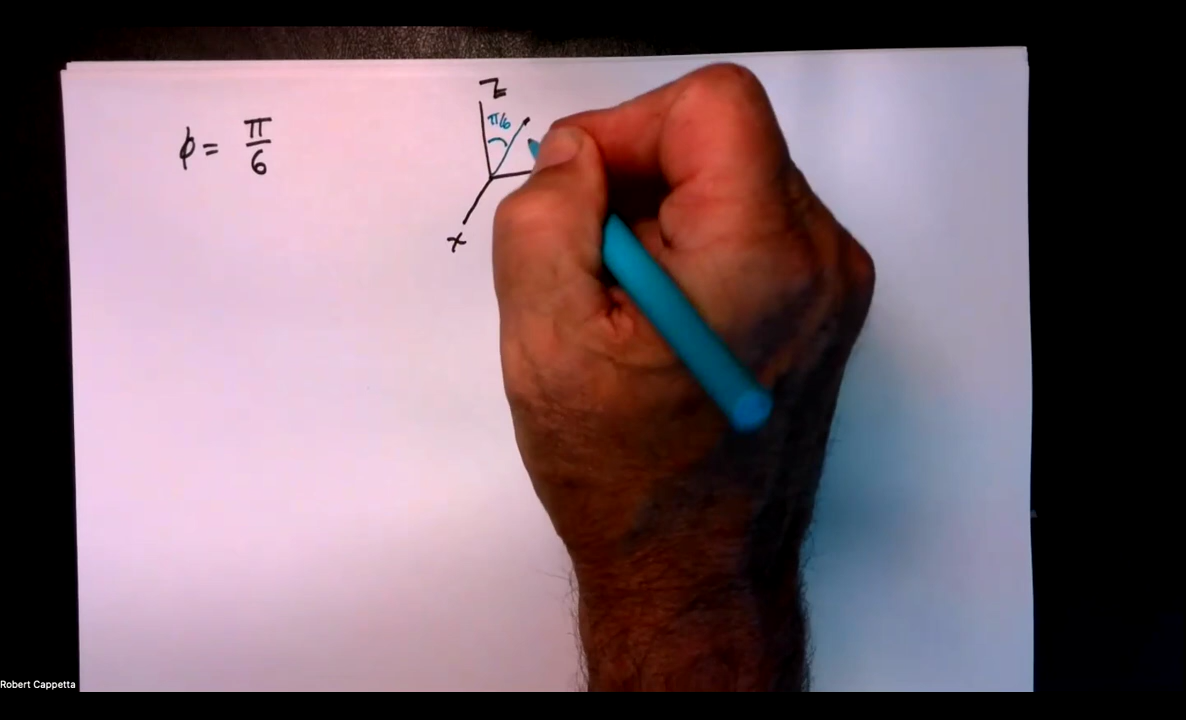 ϕ = π/6
z
π/6
x
Robert Cappetta